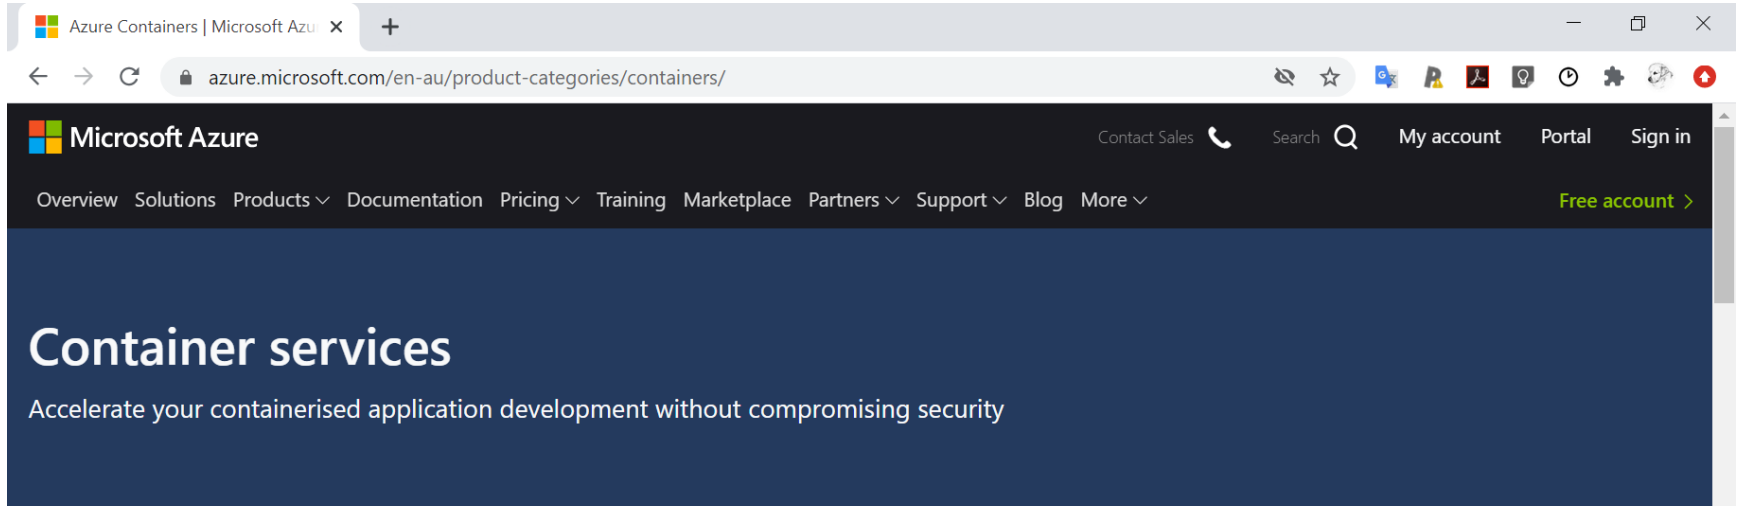 Azure Containers | Microsoft Azu
azure.microsoft.com/en-au/product-categories/containers/
Microsoft Azure
Contact Sales Search My account Portal Sign in
Overview Solutions Products Documentation Pricing Training Marketplace Partners Support Blog More Free account
Container services
Accelerate your containerised application development without compromising security